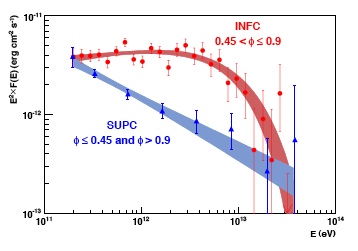 10⁻¹¹
INFC
0.45 < ϕ ≤ 0.9
E²×F(E) (erg cm⁻² s⁻¹)
10⁻¹²
SUPC
ϕ ≤ 0.45 and ϕ > 0.9
10⁻¹³
10¹¹ 10¹² 10¹³ 10¹⁴
E (eV)